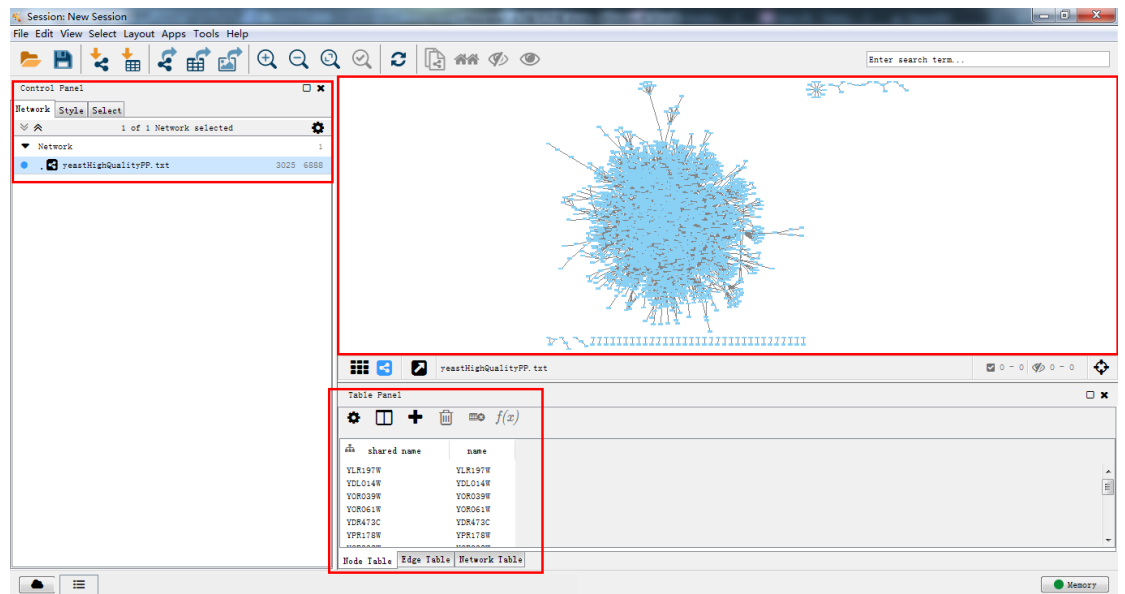 Session: New Session
File Edit View Select Layout Apps Tools Help
Enter search term...
Control Panel
Network Style Select
1 of 1 Network selected
Network 1
yeastHighQualityPP.txt 3025 6888
yeastHighQualityPP.txt
0 - 0 0 - 0
Table Panel
f(x)
shared name name
YLR197W YLR197W
YDL014W YDL014W
YOR039W YOR039W
YOR061W YOR061W
YDR473C YDR473C
YPR178W YPR178W
Node Table Edge Table Network Table
Memory